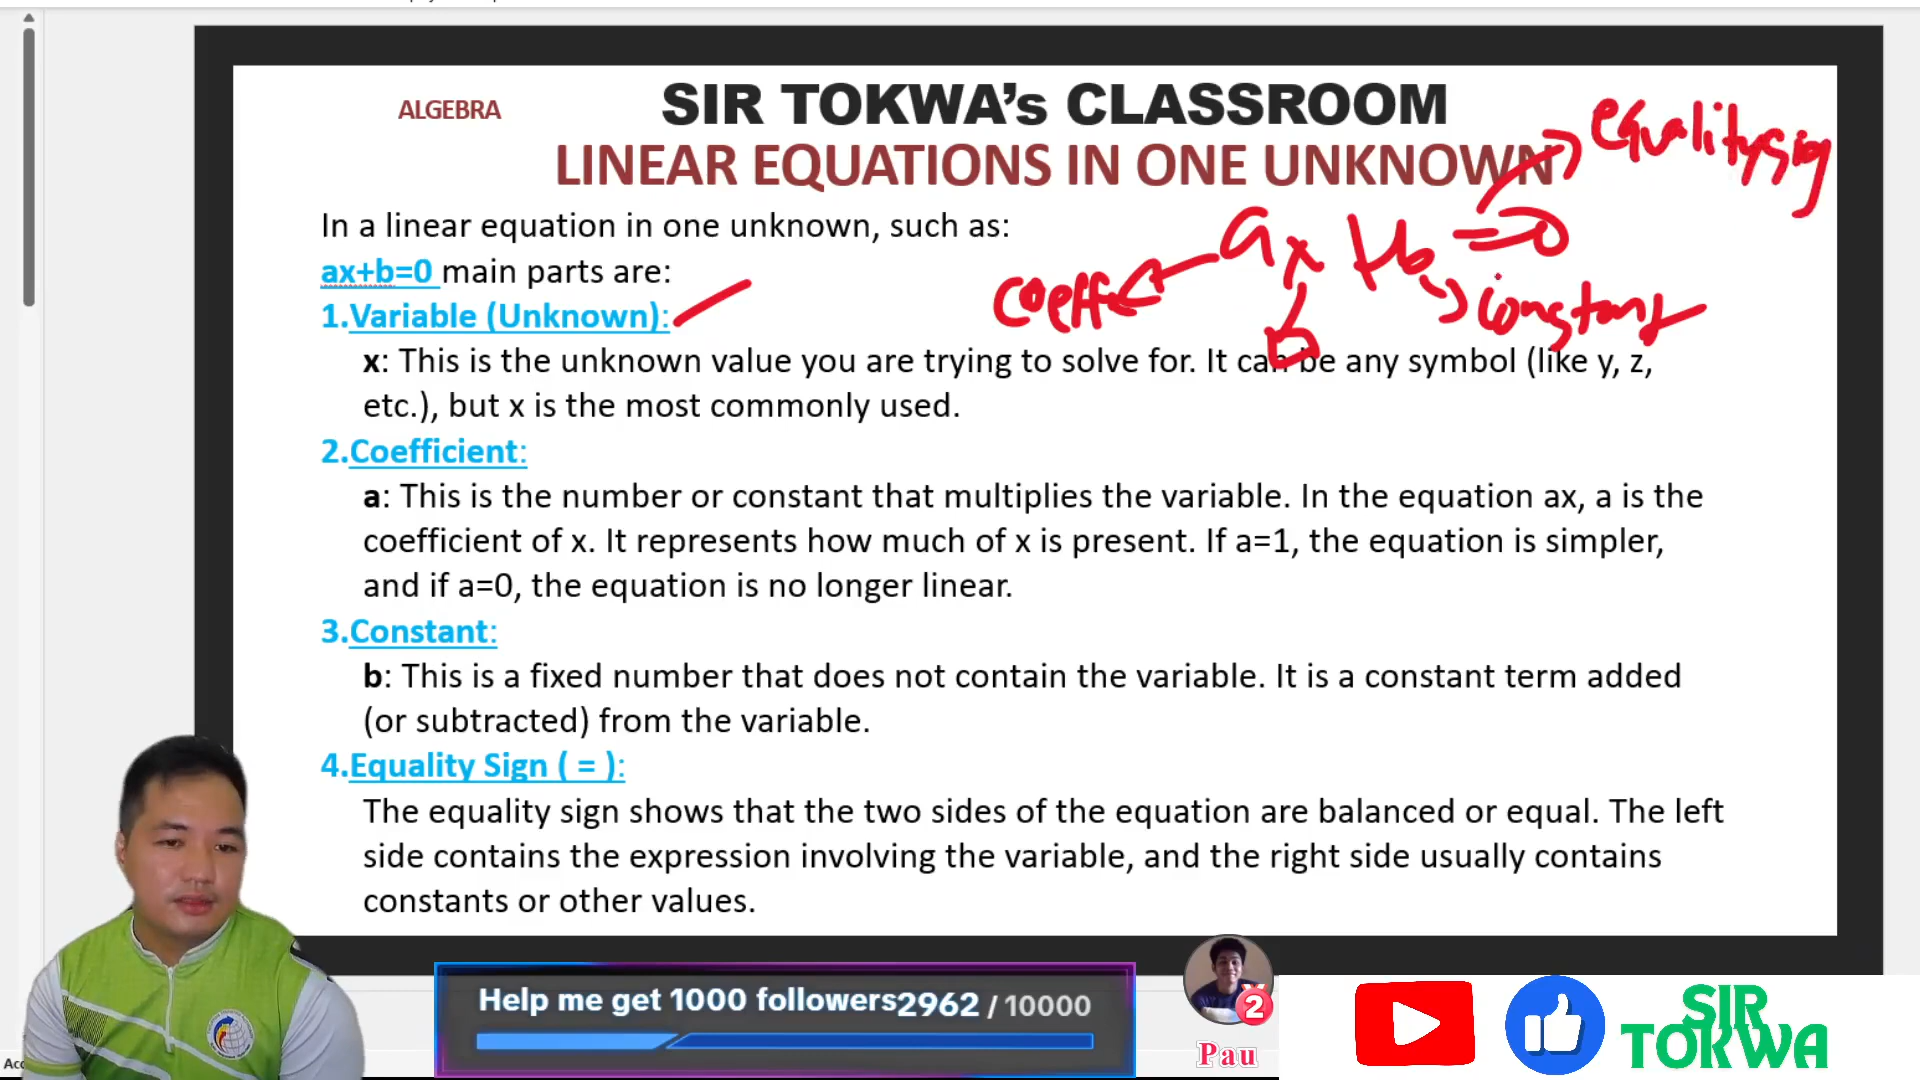 ALGEBRA
SIR TOKWA's CLASSROOM
LINEAR EQUATIONS IN ONE UNKNOWN
equality sig
In a linear equation in one unknown, such as:
ax+b=0
ax+b=0 main parts are:
coeff
constant
1.Variable (Unknown):
x: This is the unknown value you are trying to solve for. It can be any symbol (like y, z,
etc.), but x is the most commonly used.
2.Coefficient:
a: This is the number or constant that multiplies the variable. In the equation ax, a is the
coefficient of x. It represents how much of x is present. If a=1, the equation is simpler,
and if a=0, the equation is no longer linear.
3.Constant:
b: This is a fixed number that does not contain the variable. It is a constant term added
(or subtracted) from the variable.
4.Equality Sign ( = ):
The equality sign shows that the two sides of the equation are balanced or equal. The left
side contains the expression involving the variable, and the right side usually contains
constants or other values.
Help me get 1000 followers2962 / 10000
2
Pau
SIR
TOKWA